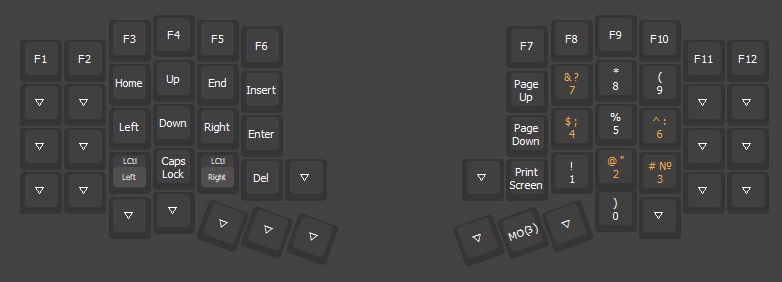 F1 F2 F3 F4 F5 F6 F7 F8 F9 F10 F11 F12
▽ ▽ Home Up End Insert Page Up &? 7 * 8 ( 9 ▽ ▽
▽ ▽ Left Down Right Enter Page Down $; 4 % 5 ^: 6 ▽ ▽
▽ ▽ LCtl Left Caps Lock LCtl Right Del ▽ ▽ Print Screen ! 1 @" 2 #№ 3 ▽ ▽
▽ ▽ ▽ ▽ ▽ ▽ MO(3) ▽ ) 0 ▽